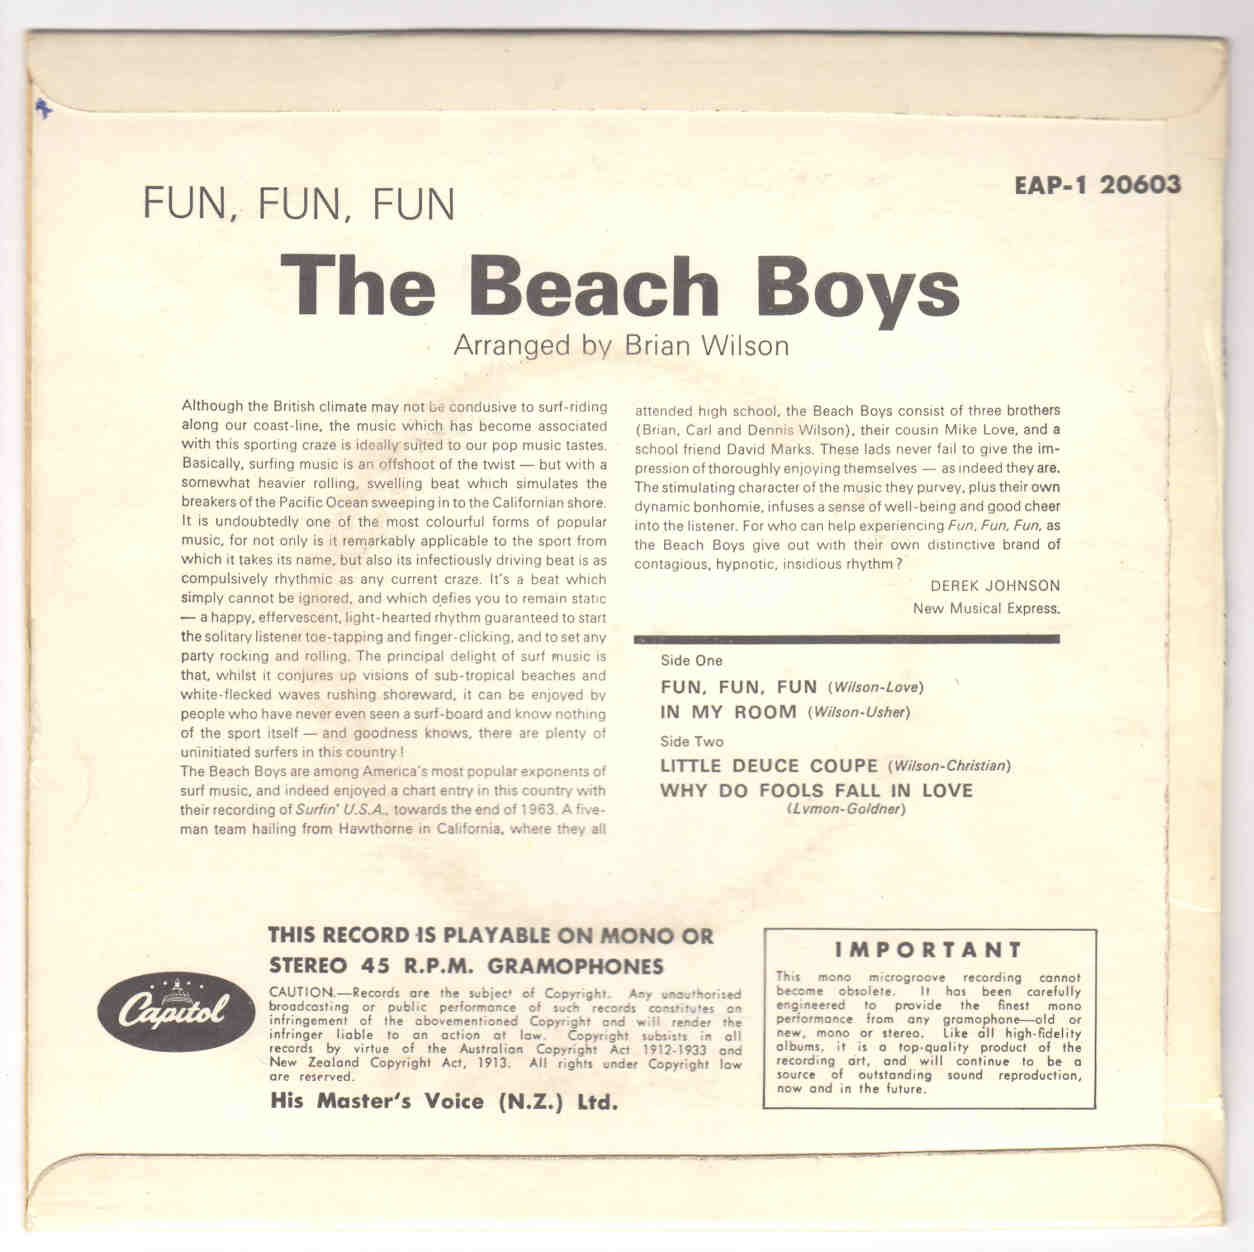 FUN, FUN, FUN
EAP-1 20603
The Beach Boys
Arranged by Brian Wilson
Although the British climate may not be condusive to surf-riding
along our coast-line, the music which has become associated
with this sporting craze is ideally suited to our pop music tastes.
Basically, surfing music is an offshoot of the twist — but with a
somewhat heavier rolling, swelling beat which simulates the
breakers of the Pacific Ocean sweeping in to the Californian shore.
It is undoubtedly one of the most colourful forms of popular
music, for not only is it remarkably applicable to the sport from
which it takes its name, but also its infectiously driving beat is as
compulsively rhythmic as any current craze. It's a beat which
simply cannot be ignored, and which defies you to remain static
— a happy, effervescent, light-hearted rhythm guaranteed to start
the solitary listener toe-tapping and finger-clicking, and to set any
party rocking and rolling. The principal delight of surf music is
that, whilst it conjures up visions of sub-tropical beaches and
white-flecked waves rushing shoreward, it can be enjoyed by
people who have never even seen a surf-board and know nothing
of the sport itself — and goodness knows, there are plenty of
uninitiated surfers in this country!
The Beach Boys are among America's most popular exponents of
surf music, and indeed enjoyed a chart entry in this country with
their recording of Surfin' U.S.A., towards the end of 1963. A five-
man team hailing from Hawthorne in California, where they all
attended high school, the Beach Boys consist of three brothers
(Brian, Carl and Dennis Wilson), their cousin Mike Love, and a
school friend David Marks. These lads never fail to give the im-
pression of thoroughly enjoying themselves — as indeed they are.
The stimulating character of the music they purvey, plus their own
dynamic bonhomie, infuses a sense of well-being and good cheer
into the listener. For who can help experiencing Fun, Fun, Fun, as
the Beach Boys give out with their own distinctive brand of
contagious, hypnotic, insidious rhythm?
DEREK JOHNSON
New Musical Express.
Side One
FUN, FUN, FUN (Wilson-Love)
IN MY ROOM (Wilson-Usher)
Side Two
LITTLE DEUCE COUPE (Wilson-Christian)
WHY DO FOOLS FALL IN LOVE
(Lymon-Goldner)
Capitol
THIS RECORD IS PLAYABLE ON MONO OR
STEREO 45 R.P.M. GRAMOPHONES
CAUTION.—Records are the subject of Copyright. Any unauthorised
broadcasting or public performance of such records constitutes an
infringement of the abovementioned Copyright and will render the
infringer liable to an action at law. Copyright subsists in all
records by virtue of the Australian Copyright Act 1912-1933 and
New Zealand Copyright Act, 1913. All rights under Copyright law
are reserved.
His Master's Voice (N.Z.) Ltd.
IMPORTANT
This mono microgroove recording cannot
become obsolete. It has been carefully
engineered to provide the finest mono
performance from any gramophone—old or
new, mono or stereo. Like all high-fidelity
albums, it is a top-quality product of the
recording art, and will continue to be a
source of outstanding sound reproduction,
now and in the future.